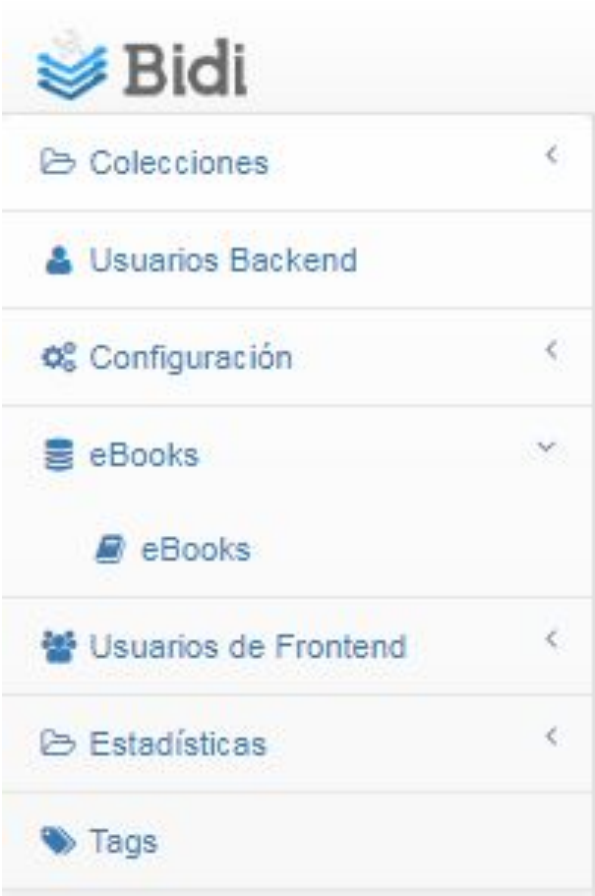 Bidi
Colecciones
Usuarios Backend
Configuración
eBooks
eBooks
Usuarios de Frontend
Estadísticas
Tags